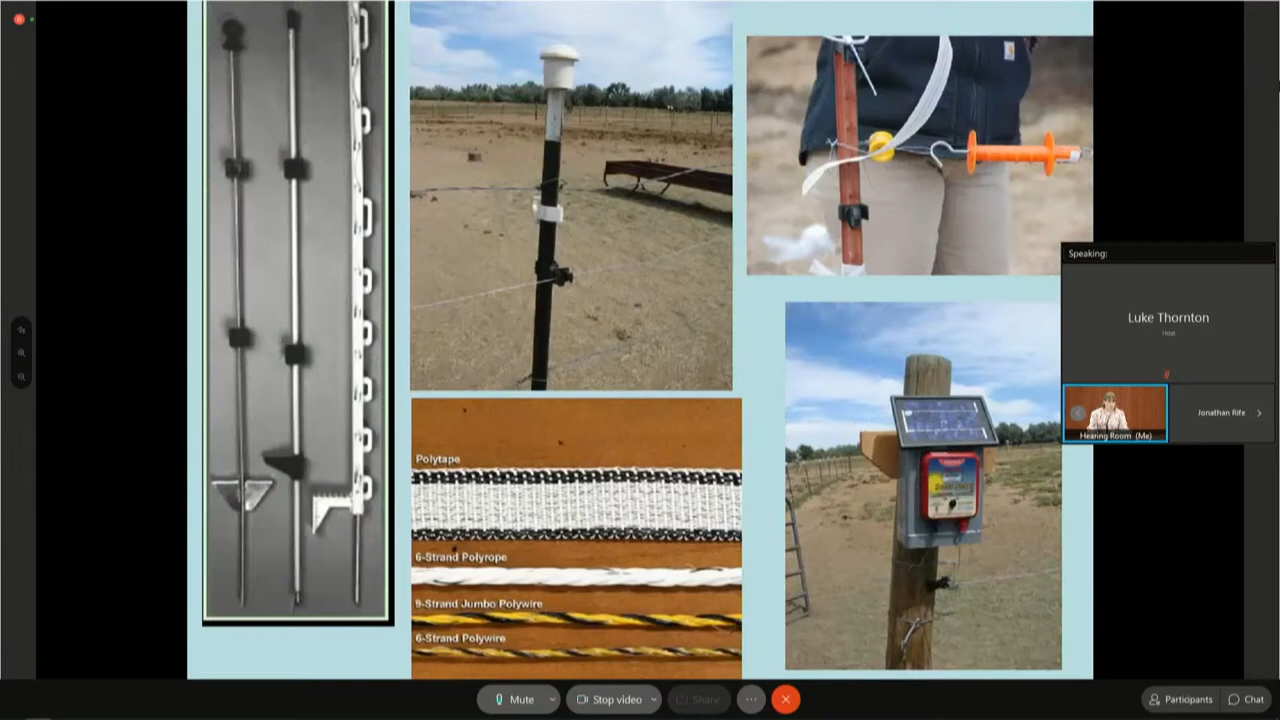 Polytape
6-Strand Polyrope
9-Strand Jumbo Polywire
6-Strand Polywire
Speaking:
Luke Thornton
Host
Hearing Room (Me)
Jonathan Rife
Mute
Stop video
Share
Participants
Chat